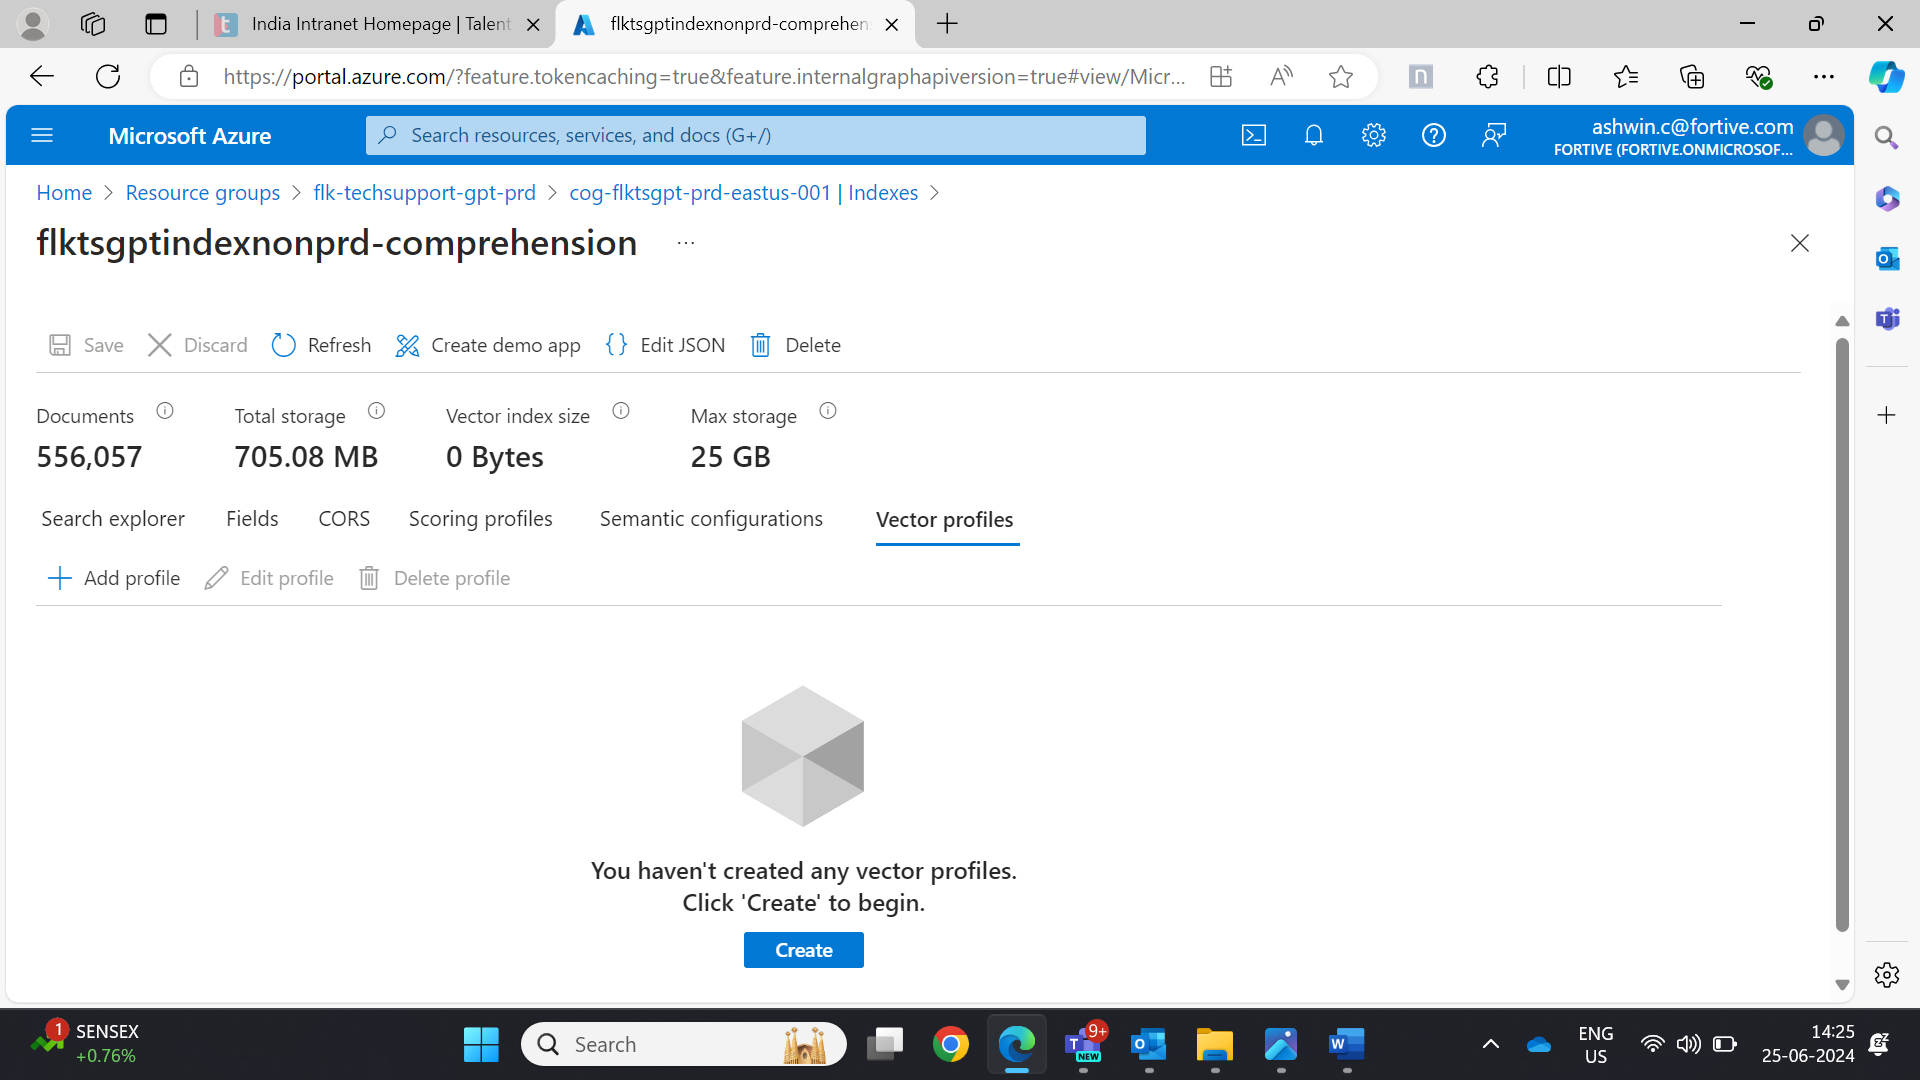 India Intranet Homepage | Talent
flktsgptindexnonprd-comprehen
https://portal.azure.com/?feature.tokencaching=true&feature.internalgraphapiversion=true#view/Micr...
Microsoft Azure
Search resources, services, and docs (G+/)
ashwin.c@fortive.com
FORTIVE (FORTIVE.ONMICROSOF...
Home > Resource groups > flk-techsupport-gpt-prd > cog-flktsgpt-prd-eastus-001 | Indexes >
flktsgptindexnonprd-comprehension ...
Save Discard Refresh Create demo app Edit JSON Delete
Documents Total storage Vector index size Max storage
556,057 705.08 MB 0 Bytes 25 GB
Search explorer Fields CORS Scoring profiles Semantic configurations Vector profiles
Add profile Edit profile Delete profile
You haven't created any vector profiles.
Click 'Create' to begin.
Create
1
SENSEX
+0.76%
Search
9+
NEW
ENG
US
14:25
25-06-2024